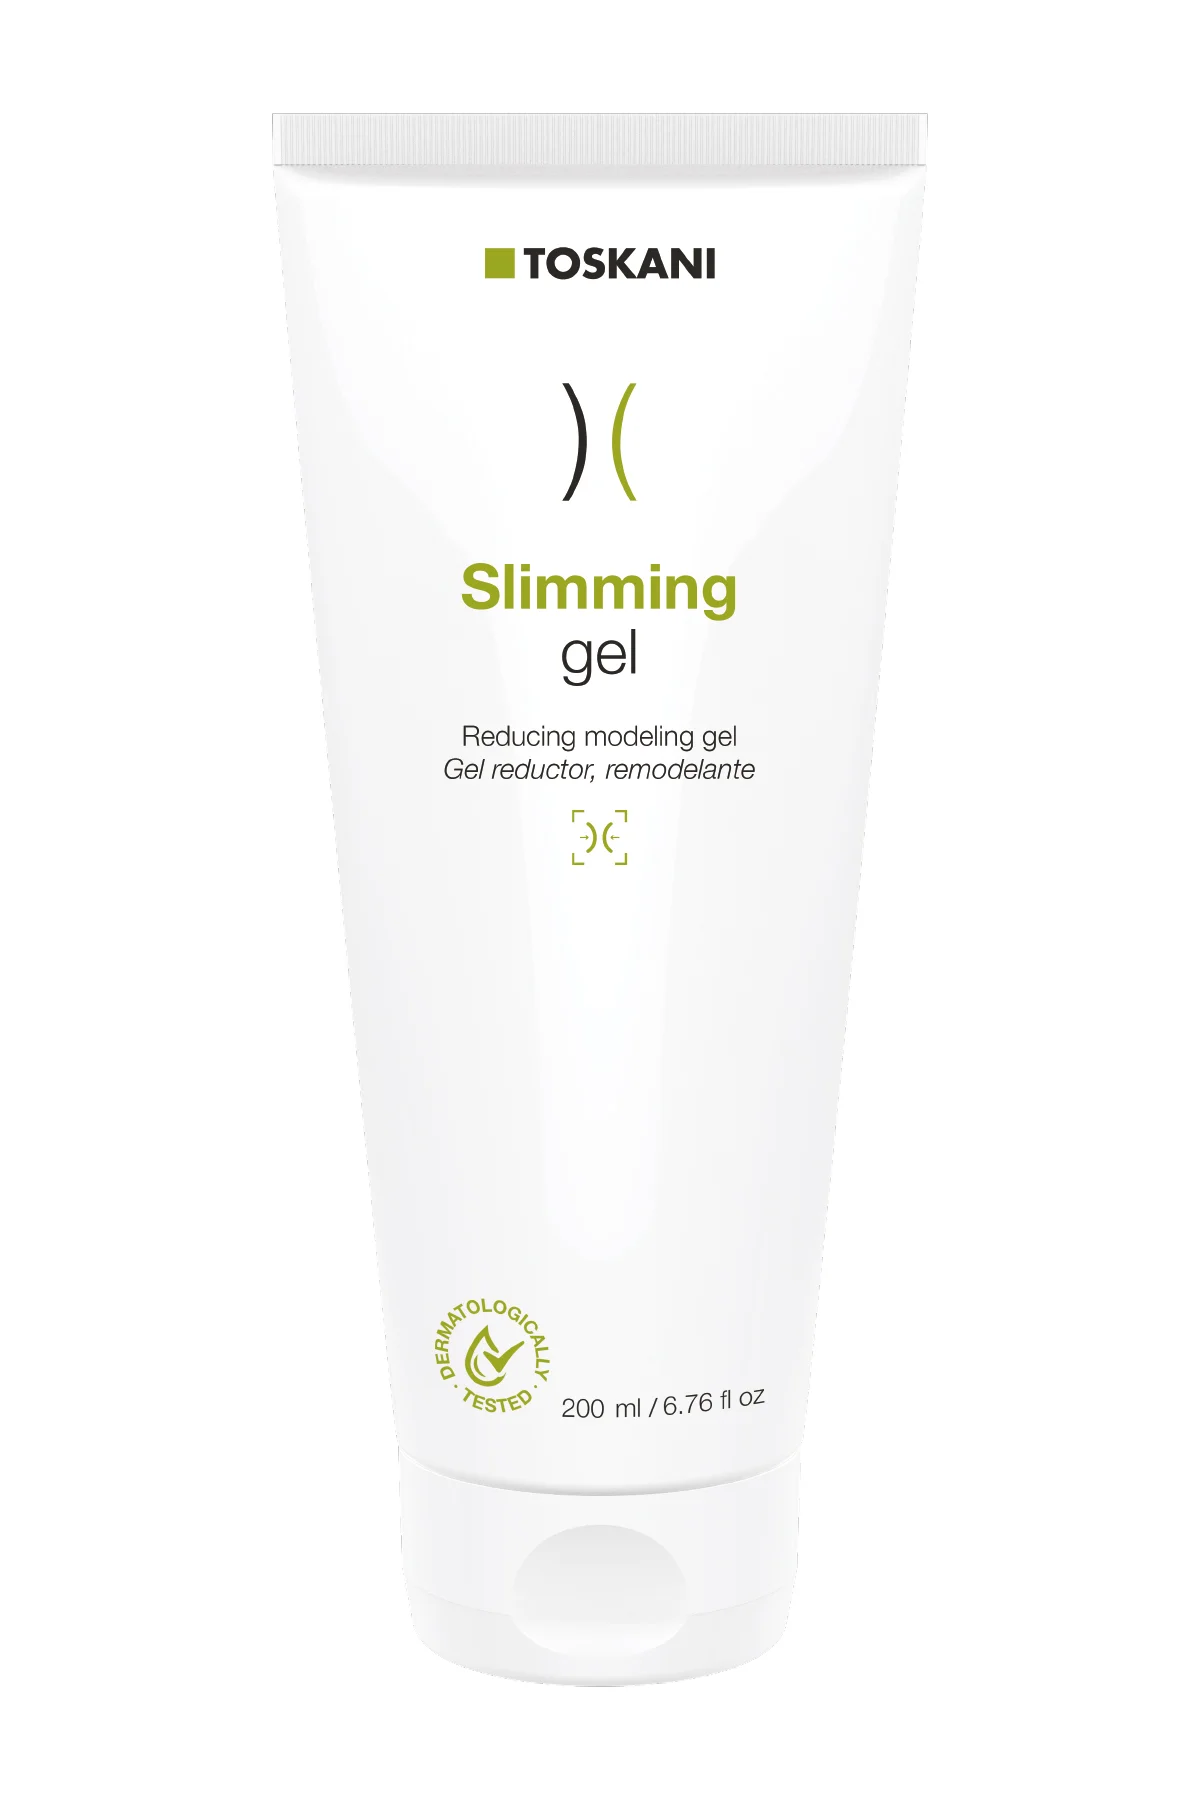 TOSKANI
Slimming
gel
Reducing modeling gel
Gel reductor, remodelante
· DERMATOLOGICALLY ·
TESTED
200 ml / 6.76 fl oz